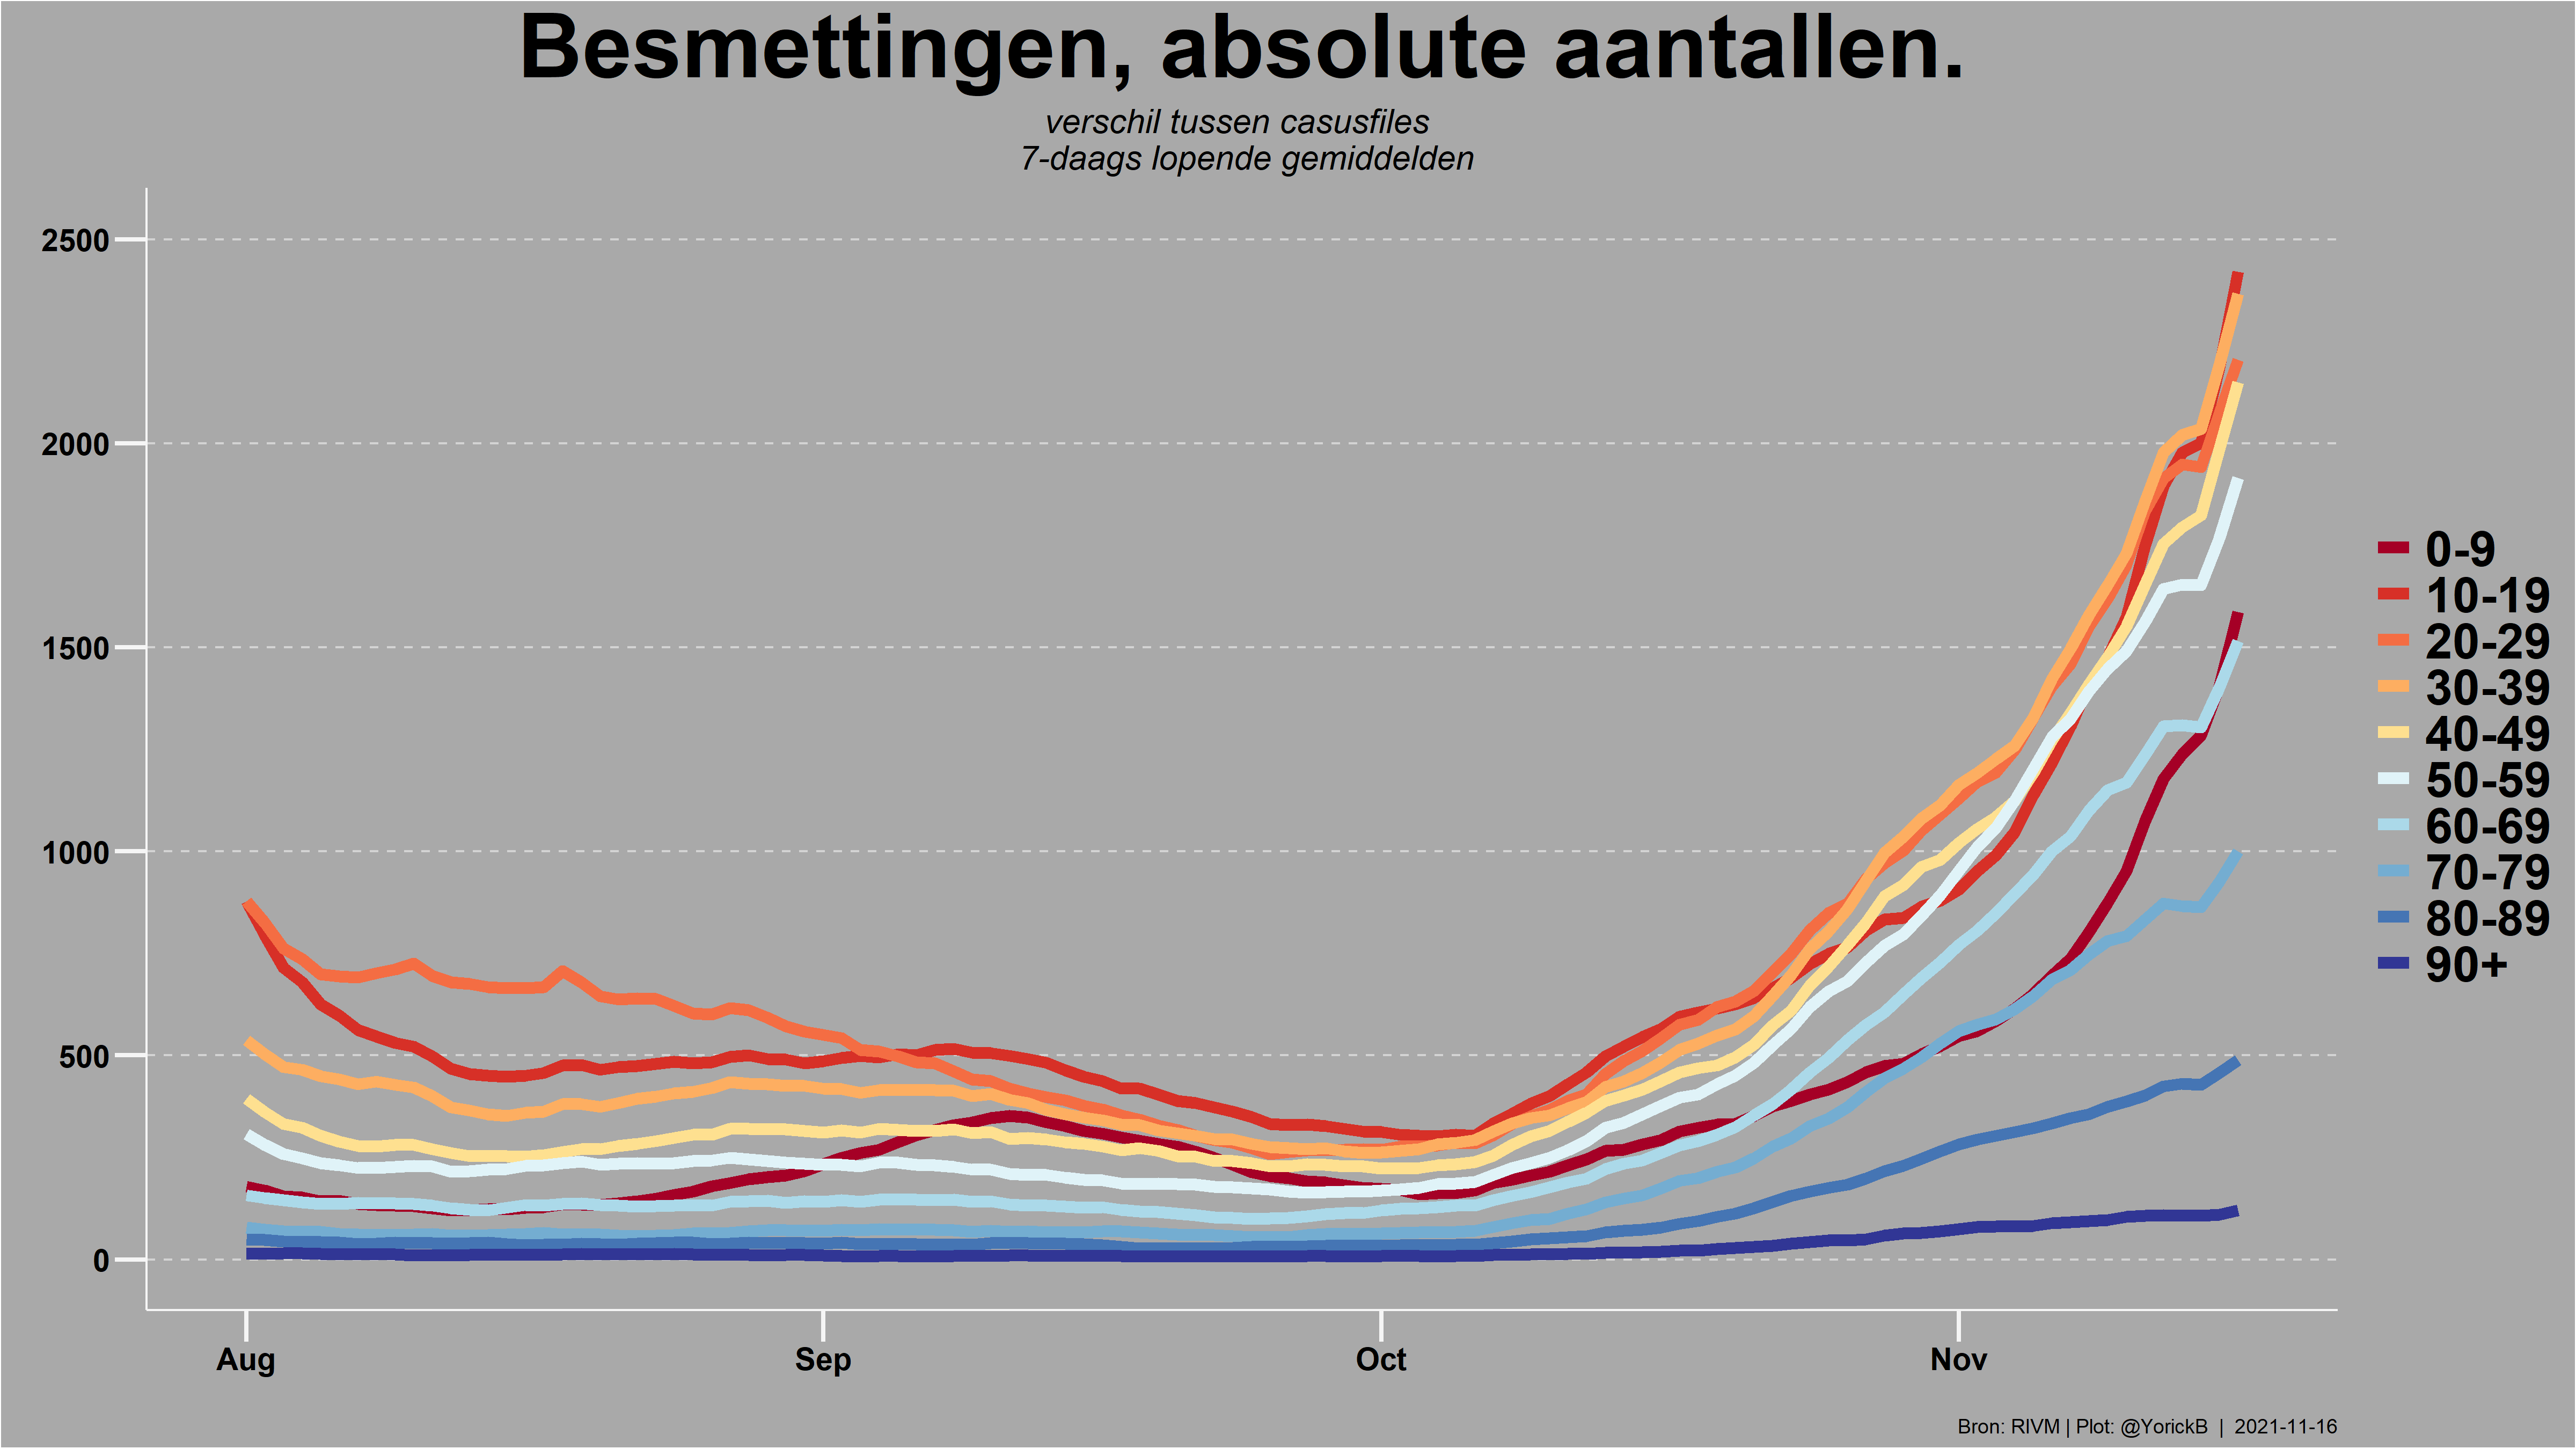 Besmettingen, absolute aantallen.
verschil tussen casusfiles
7-daags lopende gemiddelden
2500
2000
1500
1000
500
0
Aug
Sep
Oct
Nov
0-9
10-19
20-29
30-39
40-49
50-59
60-69
70-79
80-89
90+
Bron: RIVM | Plot: @YorickB | 2021-11-16